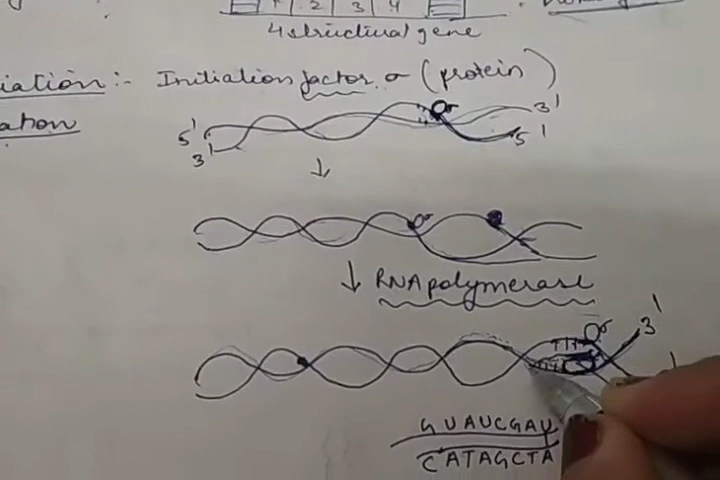 1 2 3 4
4 structural gene
iation :- Initiation factor σ (protein)
ation
σ 3'
5' 5'
3'
↓
σ
↓ RNA polymerase
σ 3'
GUAUCGAU
CATAGCTA